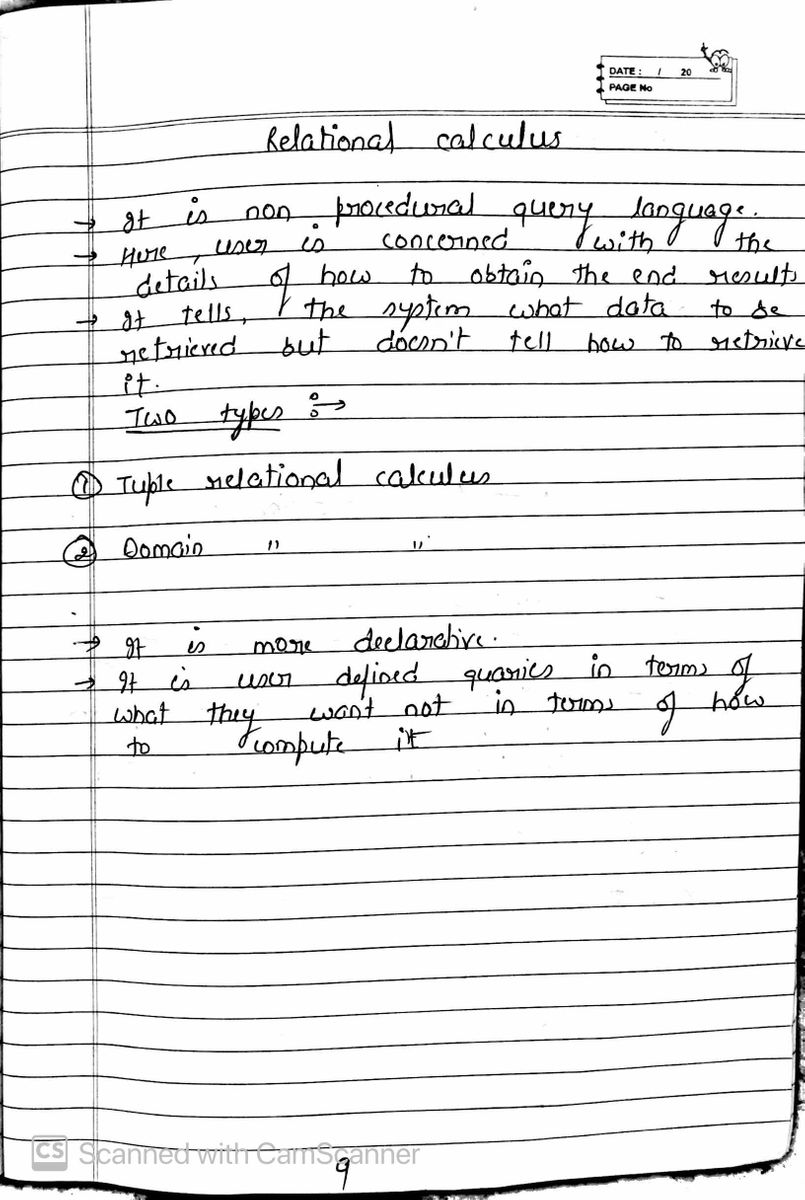 DATE : / 20
PAGE No
Relational calculus
→ It is non procedural query language.
→ Here, user is concerned with the
details of how to obtain the end results
→ It tells, the system what data to be
retrieved but doesn't tell how to retrieve
it.
Two types :→
① Tuple relational calculus
② Domain " "
→ It is more declarative.
→ It is user defined quaries in terms of
what they want not in terms of how
to compute it
CS Scanned with CamScanner
9